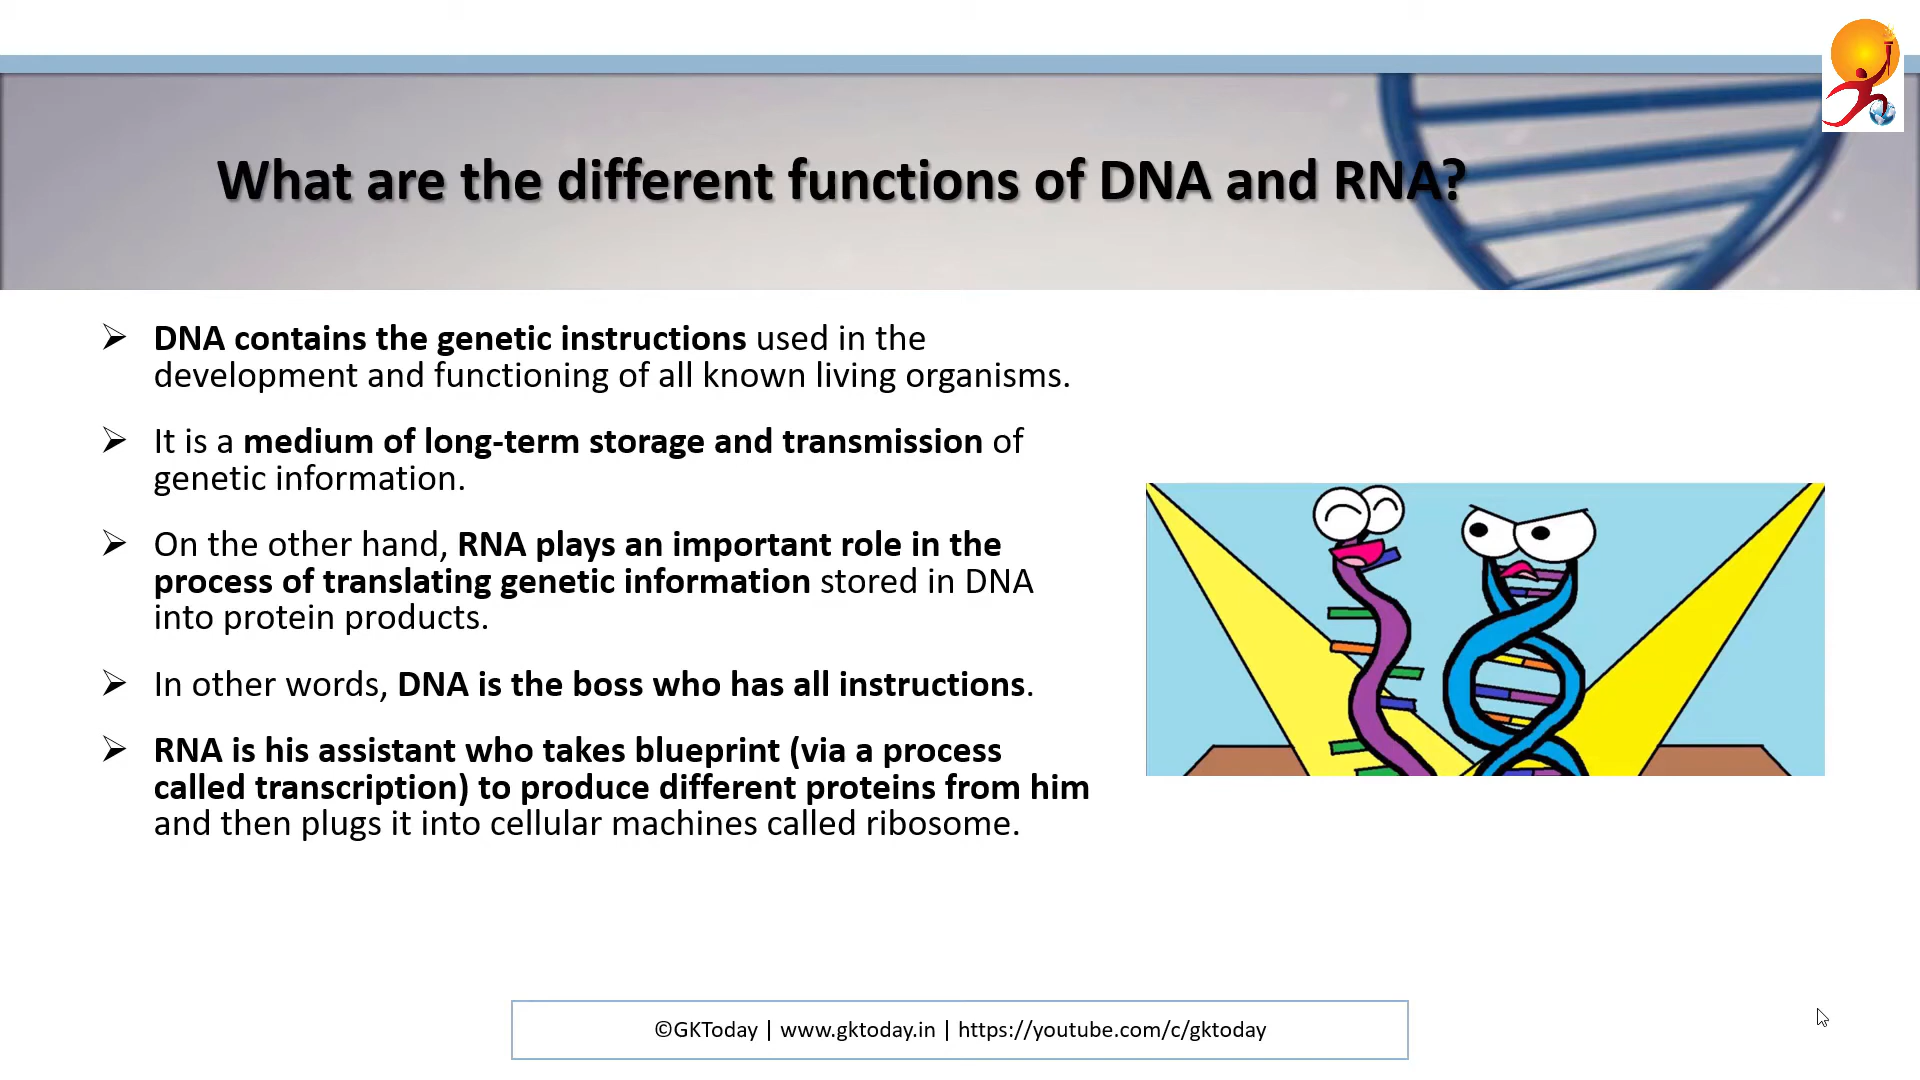 What are the different functions of DNA and RNA?
➢ DNA contains the genetic instructions used in the
development and functioning of all known living organisms.
➢ It is a medium of long-term storage and transmission of
genetic information.
➢ On the other hand, RNA plays an important role in the
process of translating genetic information stored in DNA
into protein products.
➢ In other words, DNA is the boss who has all instructions.
➢ RNA is his assistant who takes blueprint (via a process
called transcription) to produce different proteins from him
and then plugs it into cellular machines called ribosome.
©GKToday | www.gktoday.in | https://youtube.com/c/gktoday